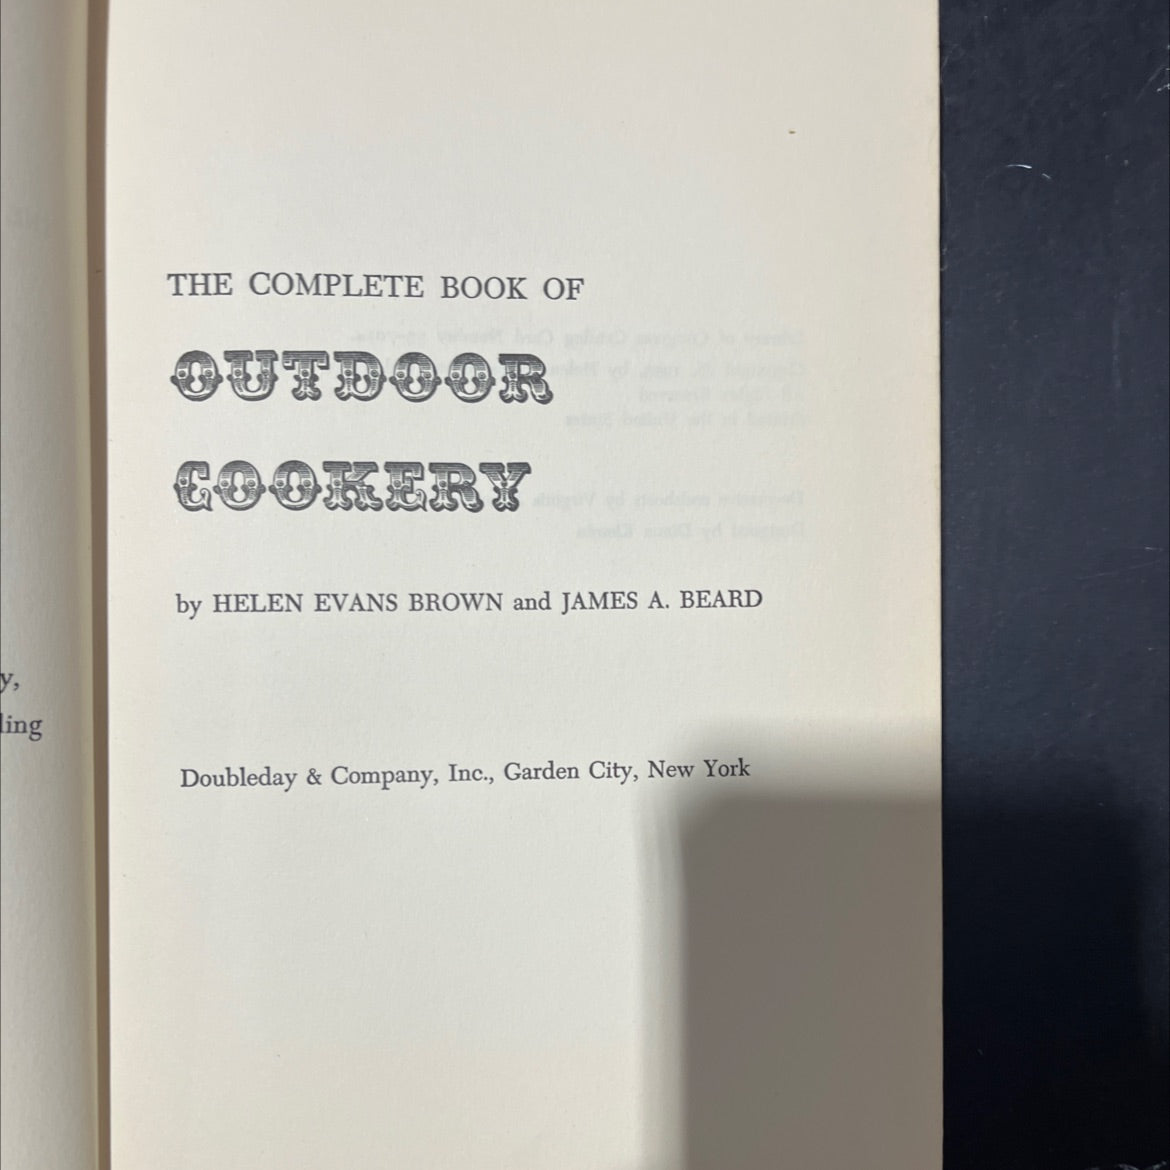 THE COMPLETE BOOK OF
OUTDOOR
COOKERY
by HELEN EVANS BROWN and JAMES A. BEARD
Doubleday & Company, Inc., Garden City, New York
y,
ling